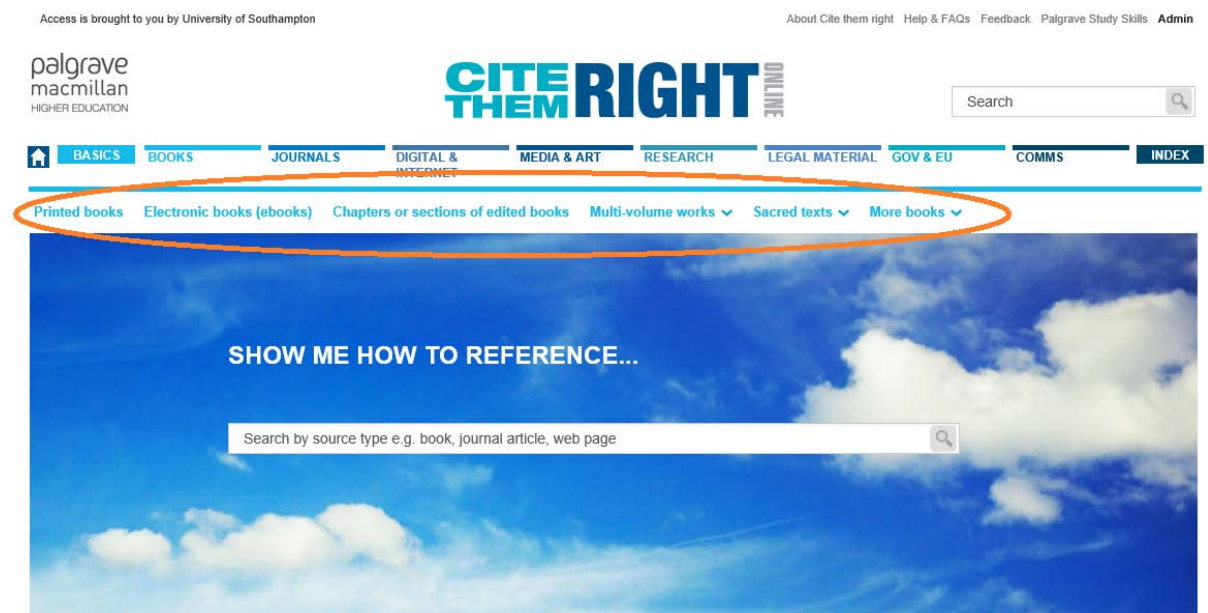 Access is brought to you by University of Southampton
About Cite them right Help & FAQs Feedback Palgrave Study Skills Admin
palgrave
macmillan
HIGHER EDUCATION
CITE
THEM RIGHT ONLINE
Search
BASICS BOOKS JOURNALS DIGITAL & INTERNET MEDIA & ART RESEARCH LEGAL MATERIAL GOV & EU COMMS INDEX
Printed books Electronic books (ebooks) Chapters or sections of edited books Multi-volume works Sacred texts More books
SHOW ME HOW TO REFERENCE...
Search by source type e.g. book, journal article, web page